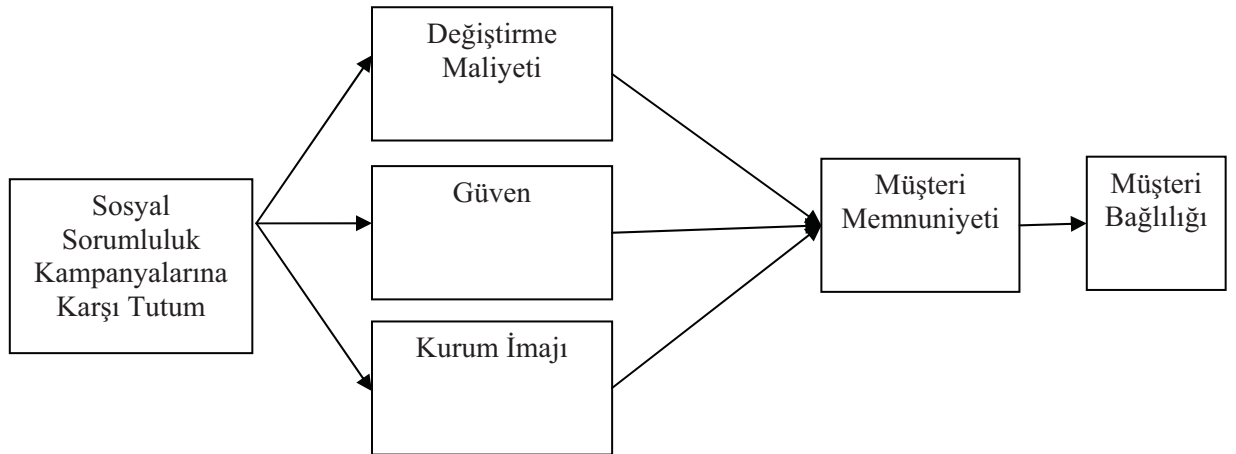 Sosyal
Sorumluluk
Kampanyalarına
Karşı Tutum
Değiştirme
Maliyeti
Güven
Kurum İmajı
Müşteri
Memnuniyeti
Müşteri
Bağlılığı